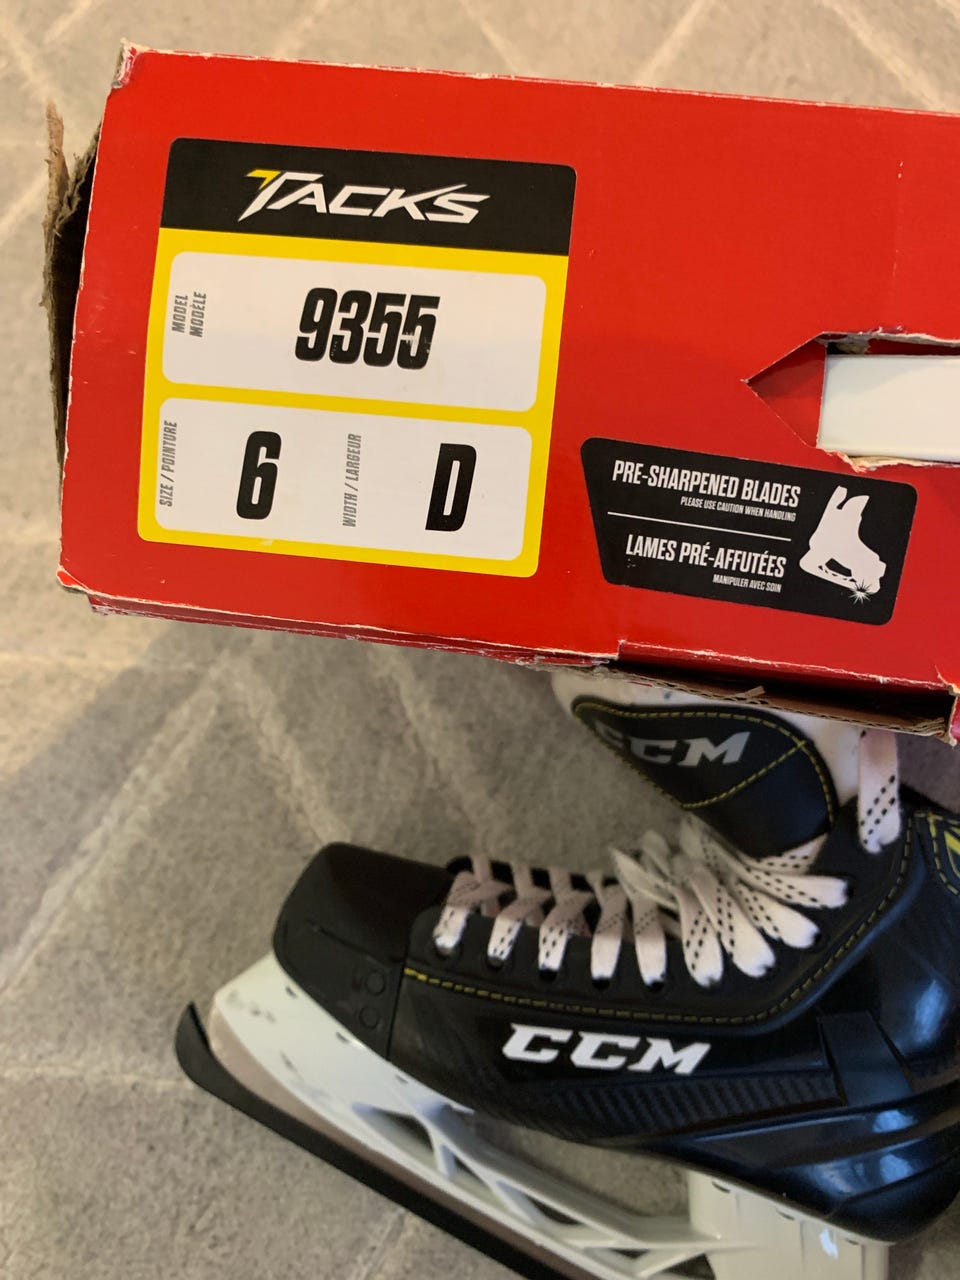 TACKS
MODEL
MODÈLE
9355
SIZE / POINTURE
6
WIDTH / LARGEUR
D
PRE-SHARPENED BLADES
PLEASE USE CAUTION WHEN HANDLING
LAMES PRÉ-AFFUTÉES
MANIPULER AVEC SOIN
CCM
CCM